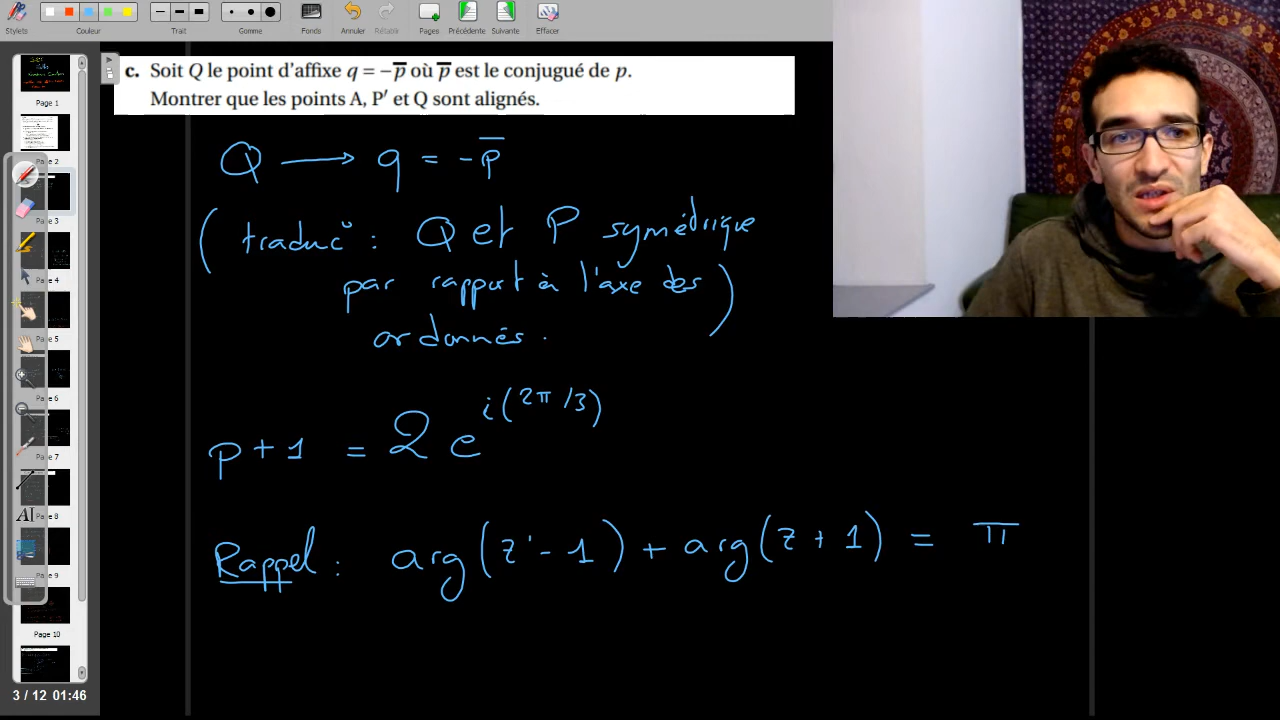 Stylets
Couleur
Trait
Gomme
Fonds
Annuler
Rétablir
Pages
Précédente
Suivante
Effacer
c. Soit Q le point d'affixe q = −p̅ où p̅ est le conjugué de p.
Montrer que les points A, P′ et Q sont alignés.
Q ⟶ q = -p̅
( traduc° : Q et P symédrique
par rapport à l'axe des )
ordonnés.
p + 1 = 2 e^{i(2π/3)}
Rappel : arg(z' - 1) + arg(z + 1) = π
Page 1
Page 2
Page 3
Page 4
Page 5
Page 6
Page 7
Page 8
Page 9
Page 10
AI
3 / 12 01:46